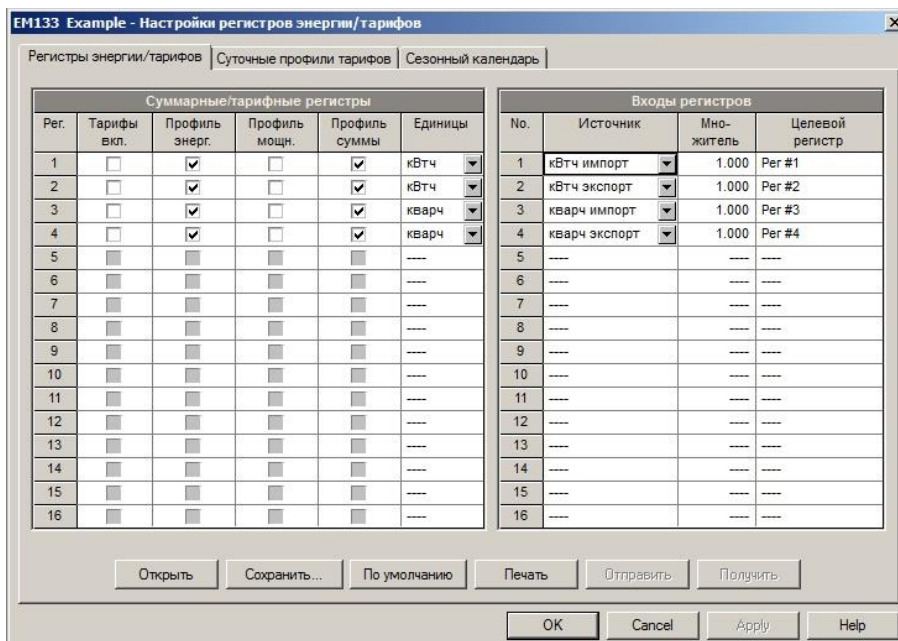 EM133 Example - Настройки регистров энергии/тарифов
Регистры энергии/тарифов Суточные профили тарифов Сезонный календарь
Суммарные/тарифные регистры Входы регистров
Рег. Тарифы вкл. Профиль энерг. Профиль мощн. Профиль суммы Единицы No. Источник Мно-житель Целевой регистр
1 кВтч 1 кВтч импорт 1.000 Рег #1
2 кВтч 2 кВтч экспорт 1.000 Рег #2
3 кварч 3 кварч импорт 1.000 Рег #3
4 кварч 4 кварч экспорт 1.000 Рег #4
5 ---- 5 ---- ---- ----
6 ---- 6 ---- ---- ----
7 ---- 7 ---- ---- ----
8 ---- 8 ---- ---- ----
9 ---- 9 ---- ---- ----
10 ---- 10 ---- ---- ----
11 ---- 11 ---- ---- ----
12 ---- 12 ---- ---- ----
13 ---- 13 ---- ---- ----
14 ---- 14 ---- ---- ----
15 ---- 15 ---- ---- ----
16 ---- 16 ---- ---- ----
Открыть Сохранить... По умолчанию Печать Отправить Получить
OK Cancel Apply Help